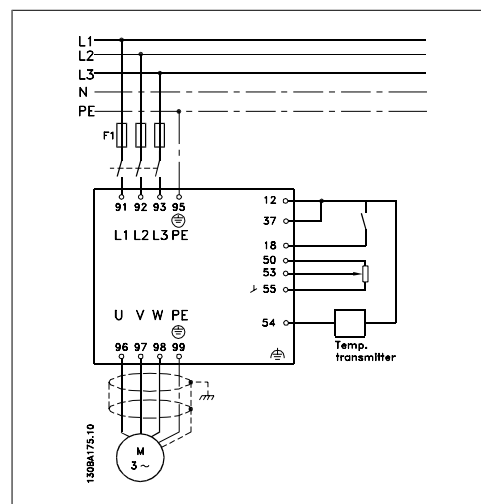 L1
L2
L3
N
PE
F1
91 92 93 95
L1 L2 L3 PE
12
37
18
50
53
55
54
U V W PE
96 97 98 99
Temp.
transmitter
M
3 ~
130BA175.10